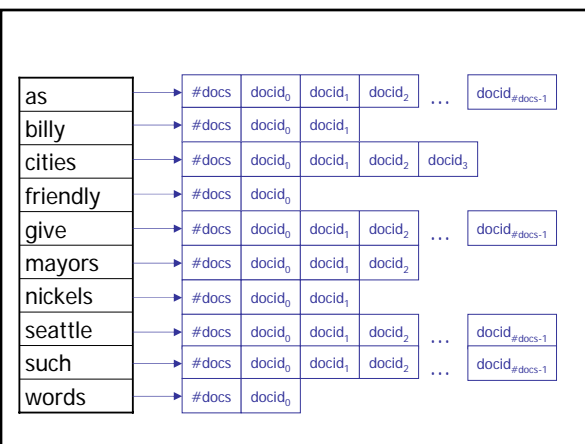 as #docs docid₀ docid₁ docid₂ ... docid#docs-1
billy #docs docid₀ docid₁
cities #docs docid₀ docid₁ docid₂ docid₃
friendly #docs docid₀
give #docs docid₀ docid₁ docid₂ ... docid#docs-1
mayors #docs docid₀ docid₁ docid₂
nickels #docs docid₀ docid₁
seattle #docs docid₀ docid₁ docid₂ ... docid#docs-1
such #docs docid₀ docid₁ docid₂ ... docid#docs-1
words #docs docid₀